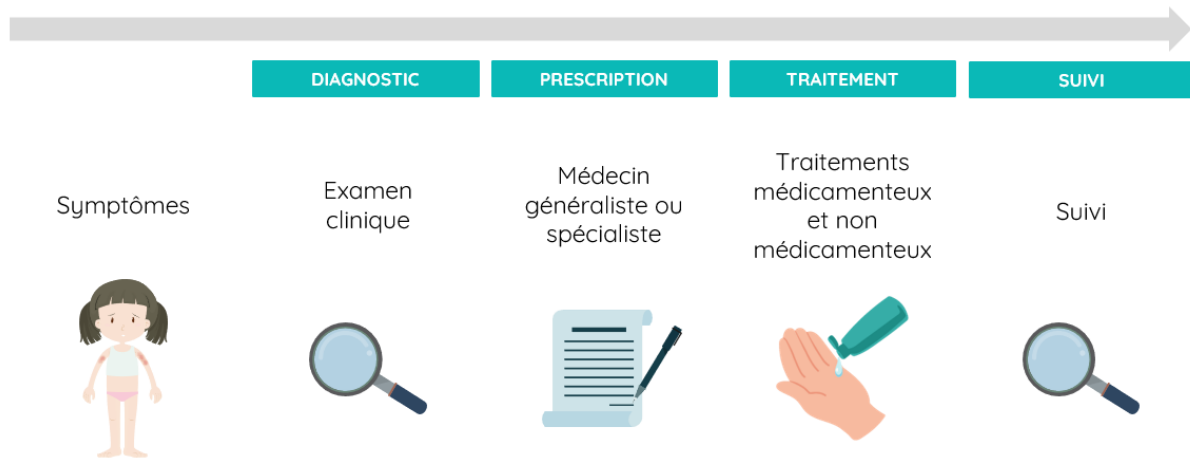 DIAGNOSTIC
PRESCRIPTION
TRAITEMENT
SUIVI
Symptômes
Examen
clinique
Médecin
généraliste ou
spécialiste
Traitements
médicamenteux
et non
médicamenteux
Suivi